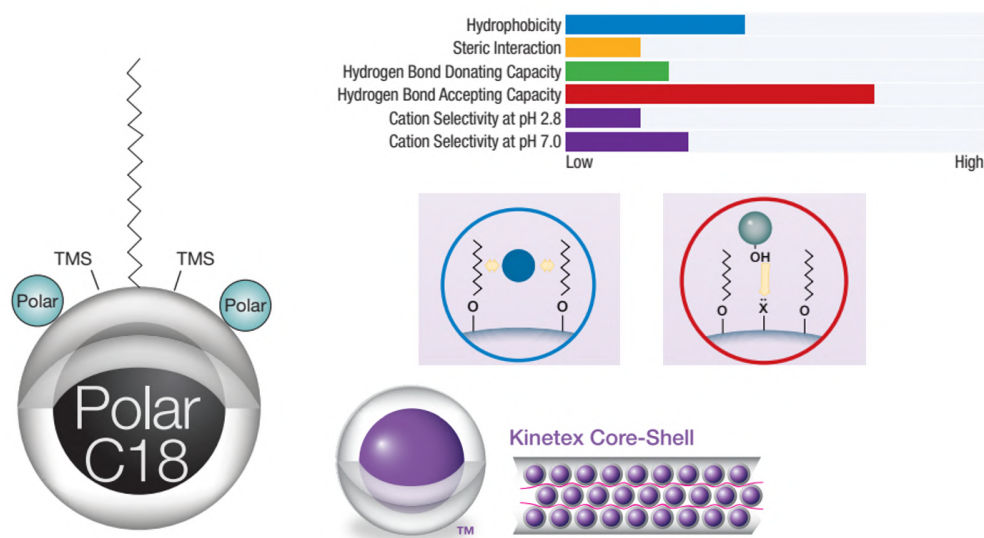 Hydrophobicity
Steric Interaction
Hydrogen Bond Donating Capacity
Hydrogen Bond Accepting Capacity
Cation Selectivity at pH 2.8
Cation Selectivity at pH 7.0
Low High
TMS TMS
Polar Polar
Polar
C18
O O
OH
Ẍ
O O
Kinetex Core-Shell
TM